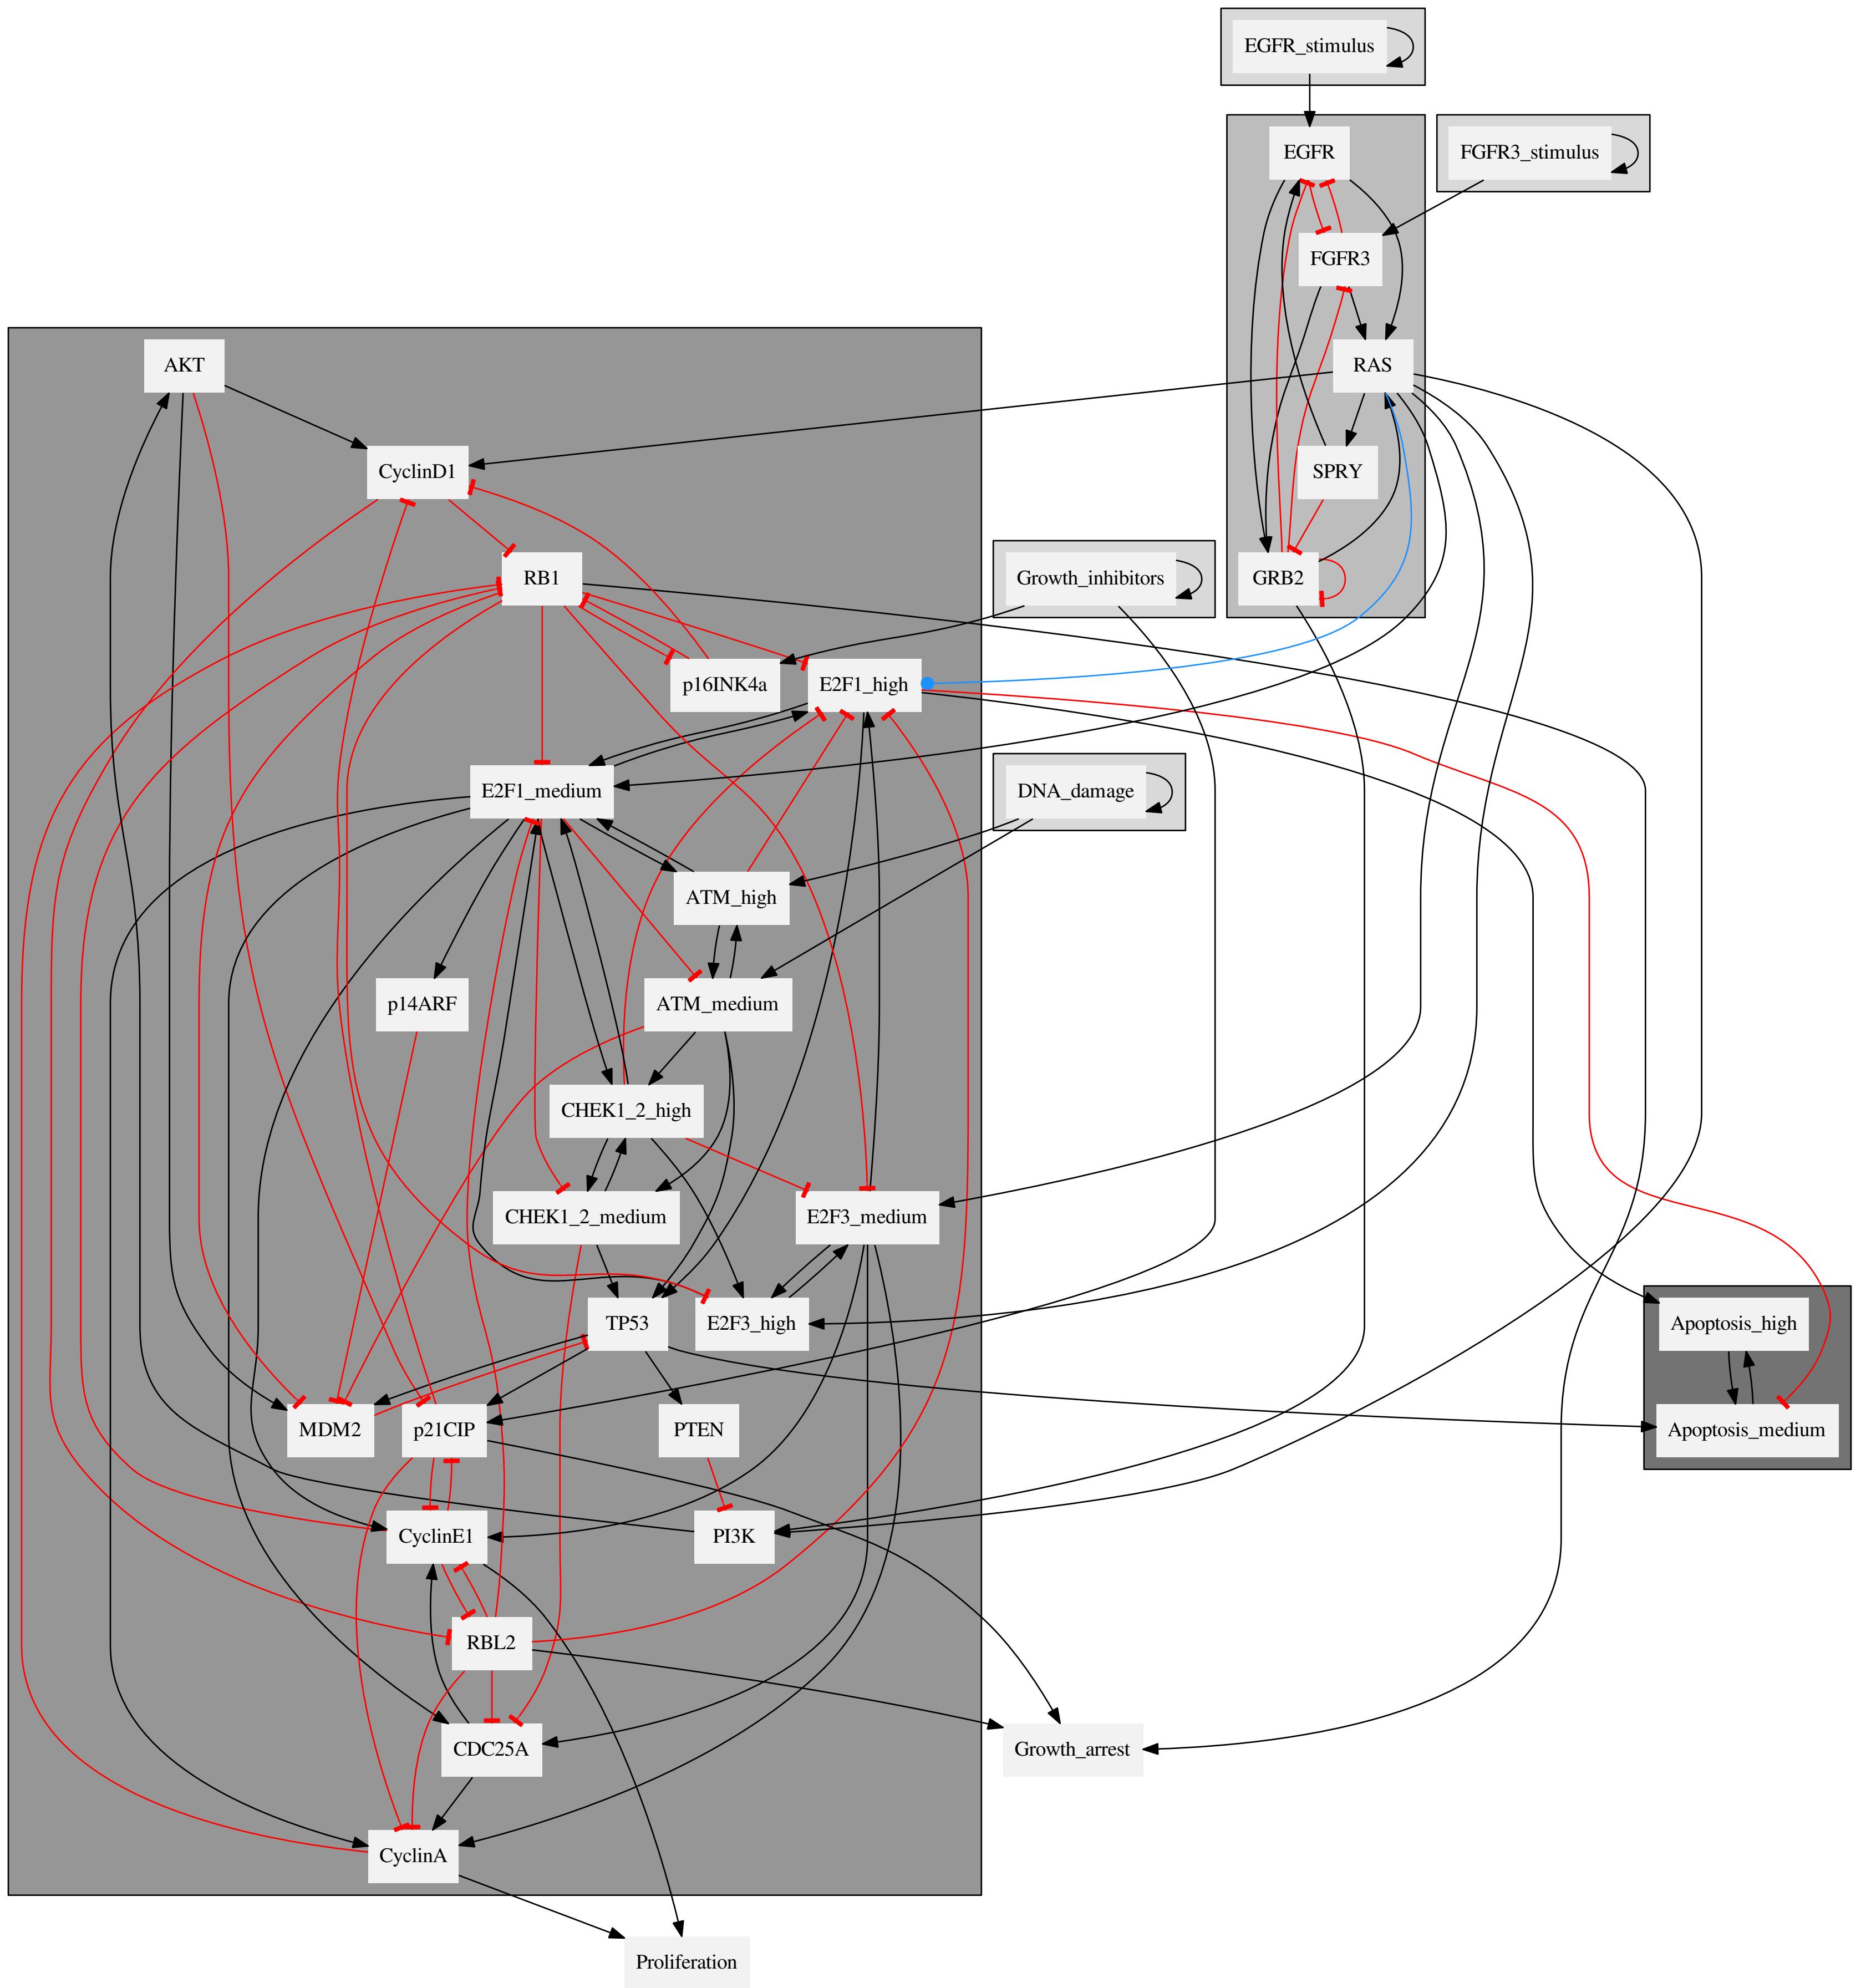 EGFR_stimulus
EGFR
FGFR3_stimulus
FGFR3
AKT
RAS
CyclinD1
SPRY
RB1
Growth_inhibitors
GRB2
p16INK4a
E2F1_high
E2F1_medium
DNA_damage
ATM_high
p14ARF
ATM_medium
CHEK1_2_high
CHEK1_2_medium
E2F3_medium
TP53
E2F3_high
Apoptosis_high
MDM2
p21CIP
PTEN
Apoptosis_medium
CyclinE1
PI3K
RBL2
CDC25A
Growth_arrest
CyclinA
Proliferation